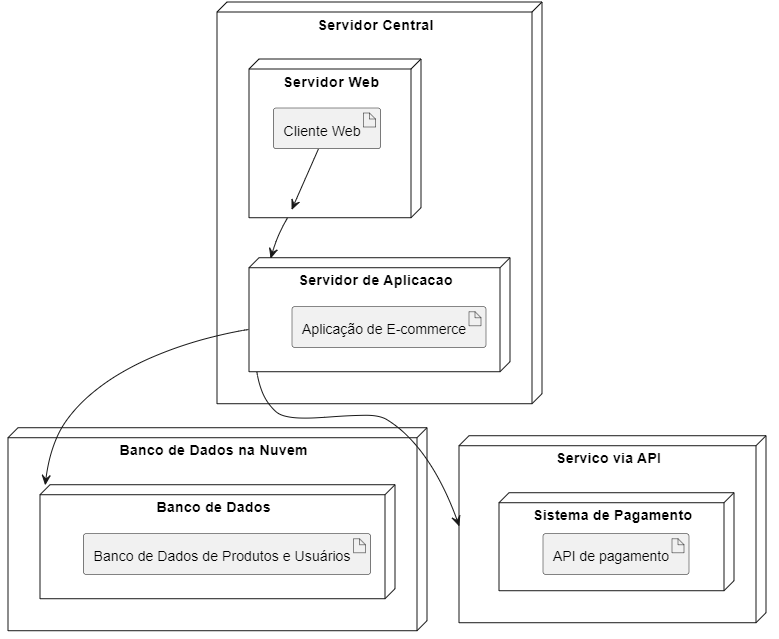 Servidor Central
Servidor Web
Cliente Web
Servidor de Aplicacao
Aplicação de E-commerce
Banco de Dados na Nuvem
Banco de Dados
Banco de Dados de Produtos e Usuários
Servico via API
Sistema de Pagamento
API de pagamento